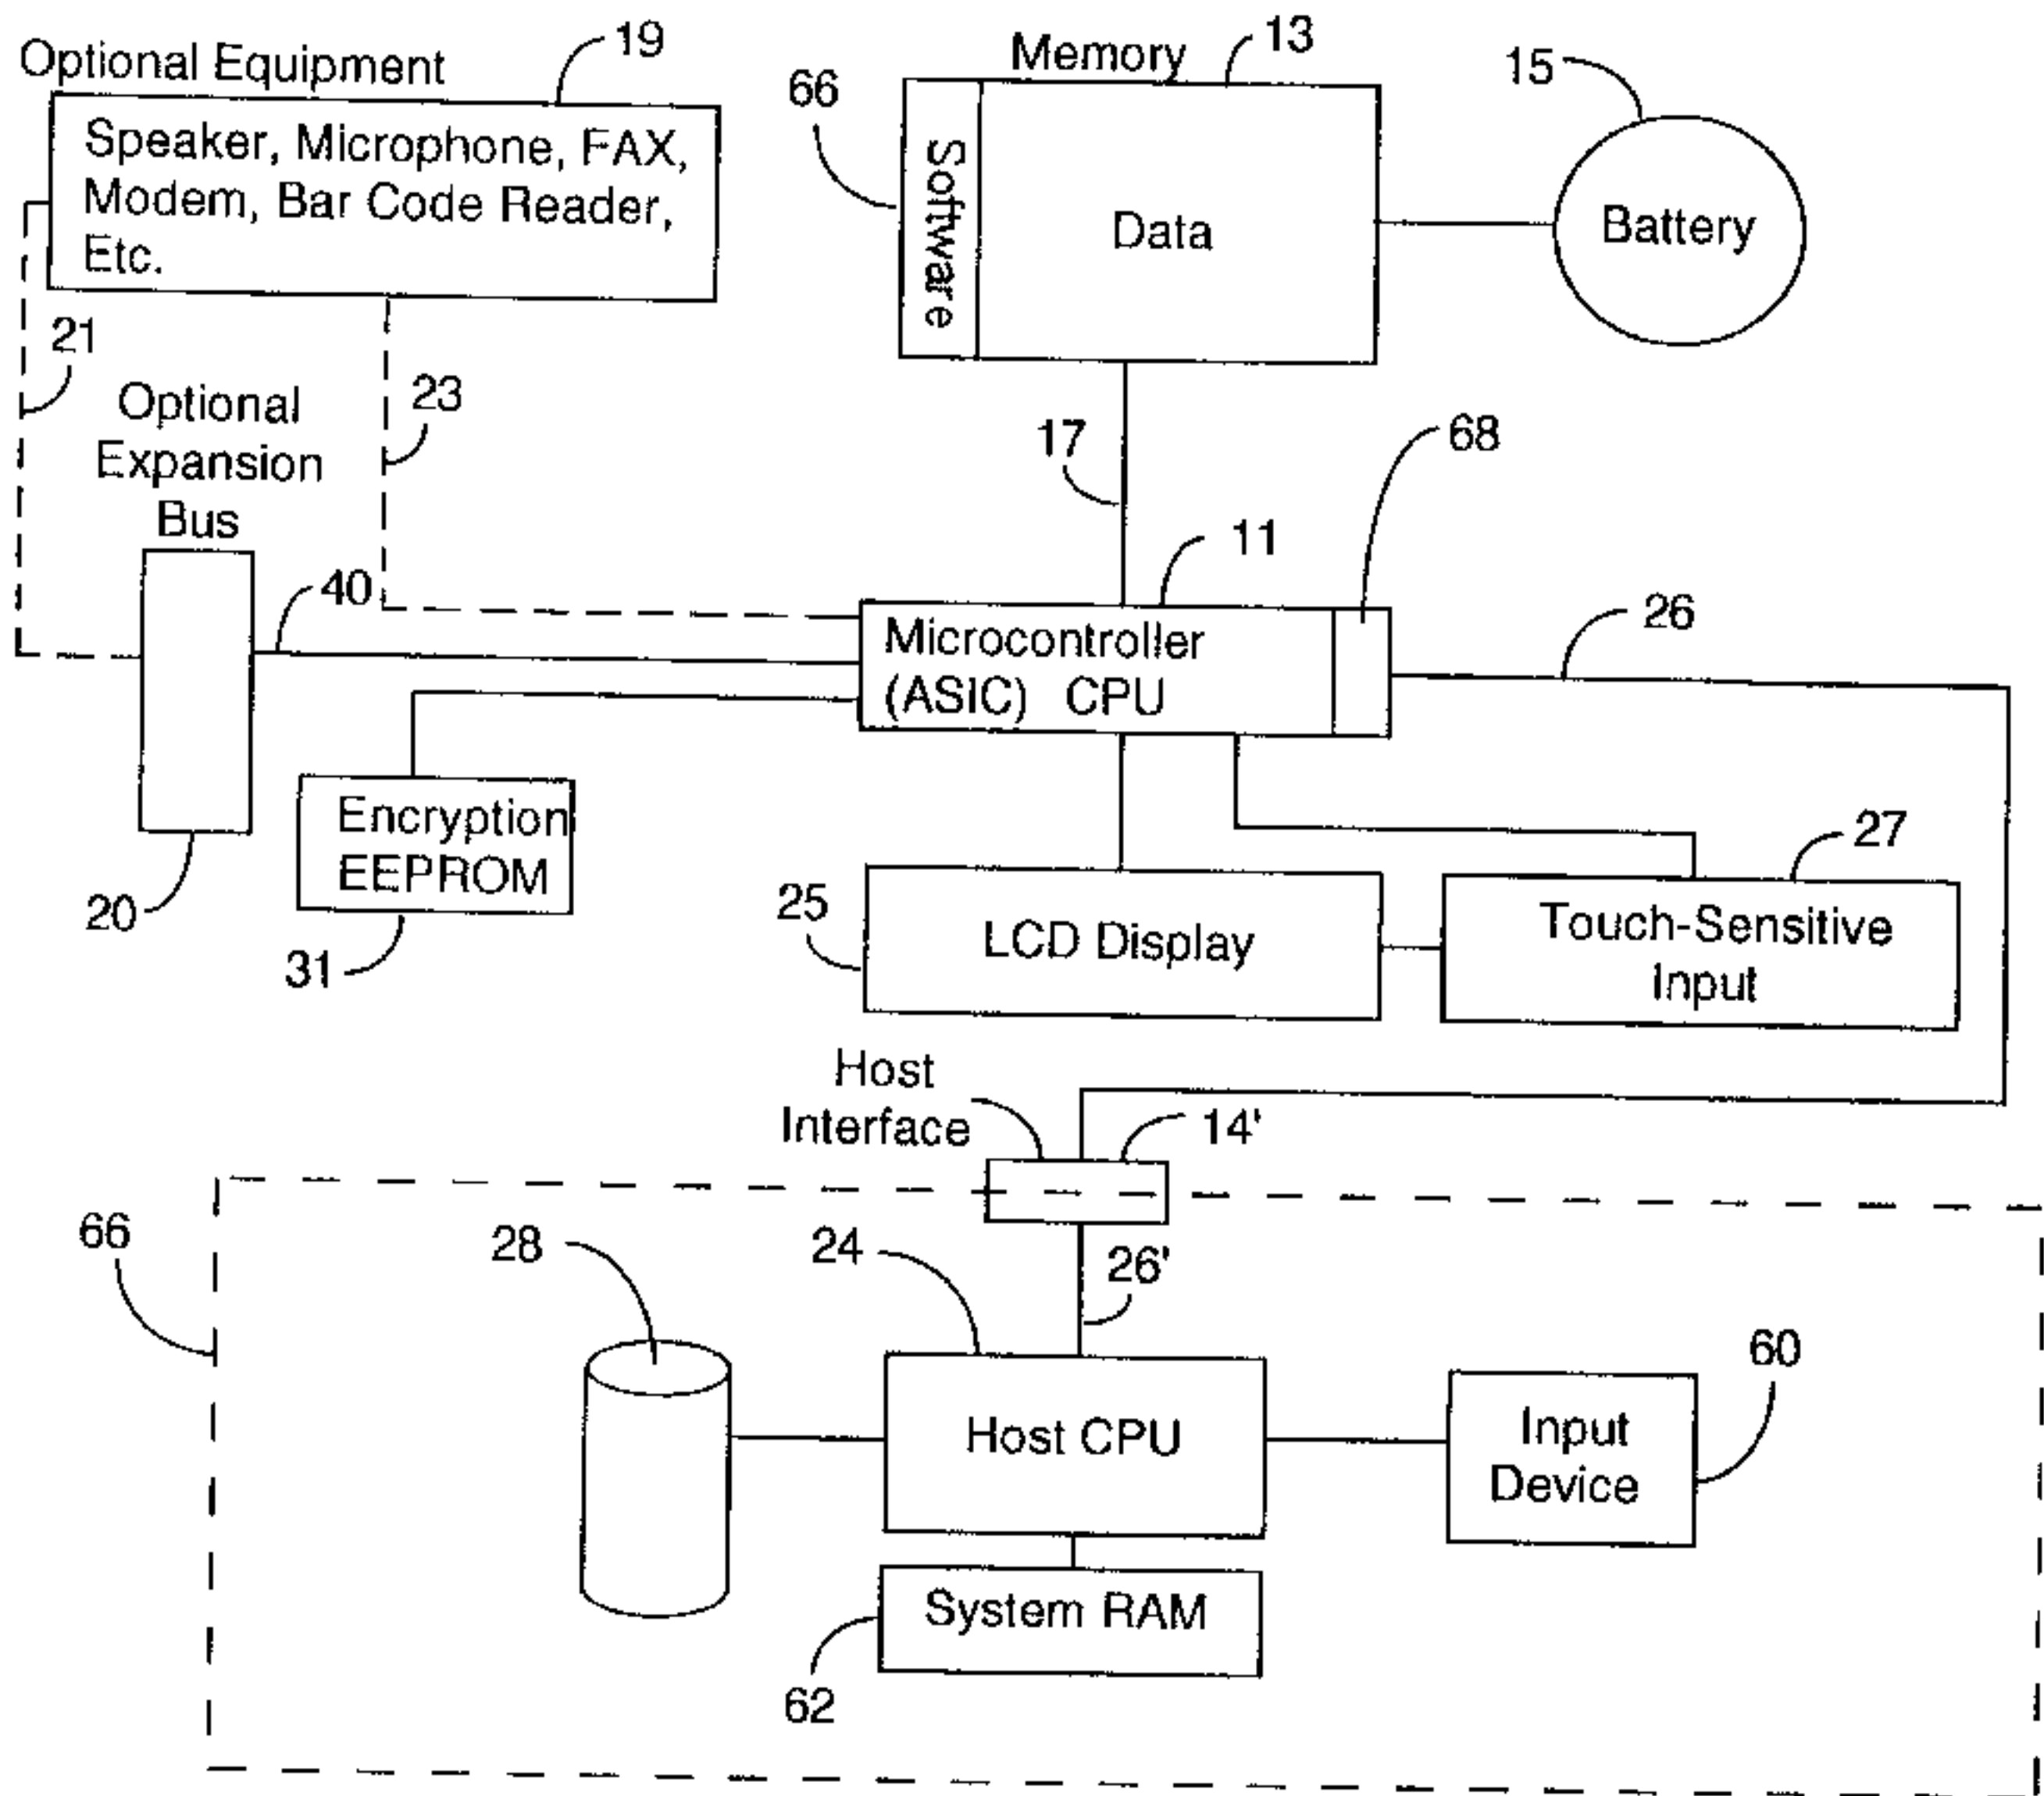 Optional Equipment
19
Speaker, Microphone, FAX,
Modem, Bar Code Reader,
Etc.
Memory
13
66
Software
Data
15
Battery
21
23
Optional
Expansion
Bus
17
68
11
40
Microcontroller
(ASIC) CPU
26
20
Encryption
EEPROM
31
25
LCD Display
27
Touch-Sensitive
Input
Host
Interface
14'
66
28
24
26'
Host CPU
60
Input
Device
System RAM
62